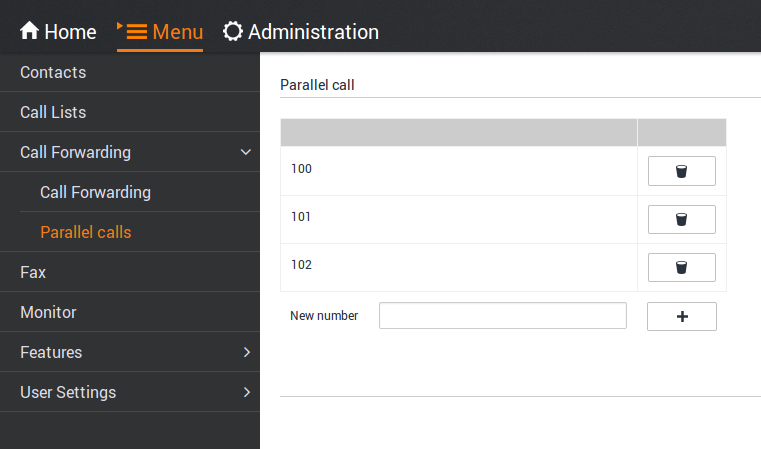 Home Menu Administration
Contacts
Call Lists
Call Forwarding
Call Forwarding
Parallel calls
Fax
Monitor
Features
User Settings
Parallel call
100
101
102
New number